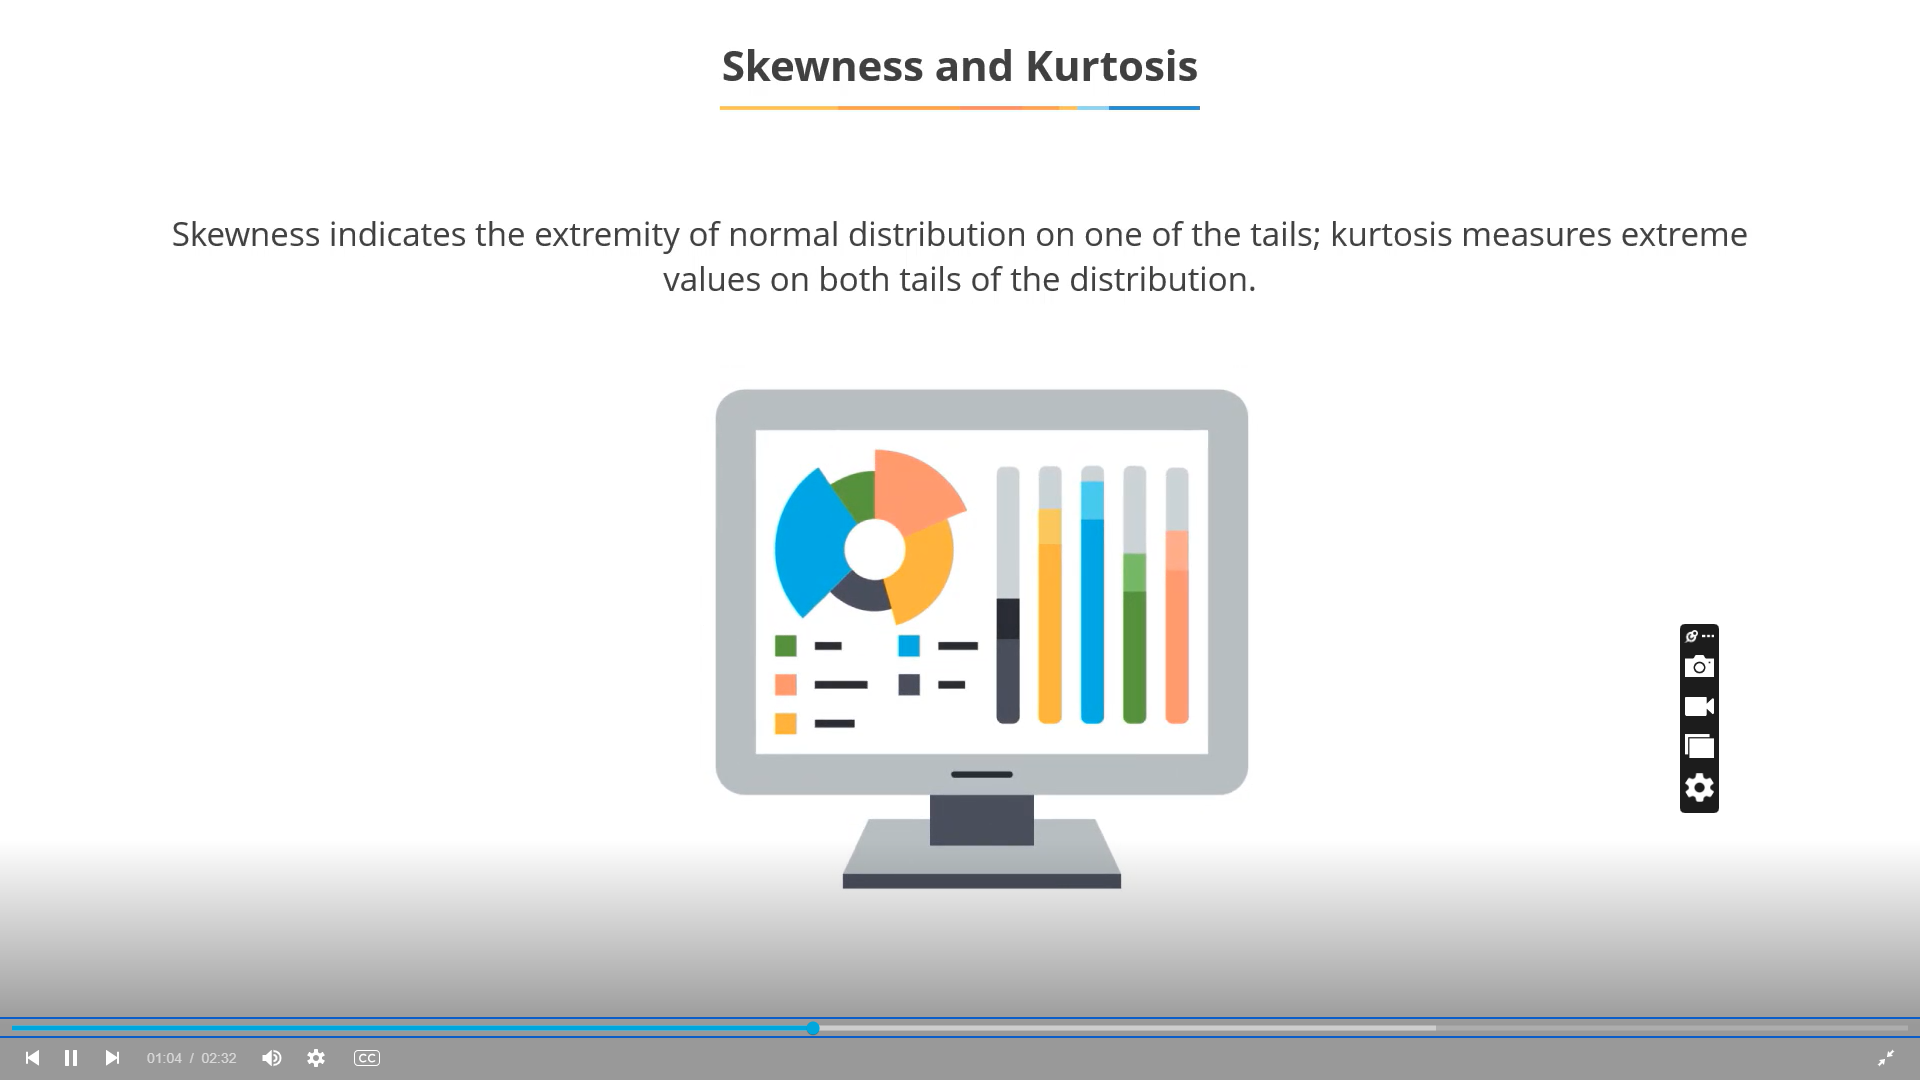 Skewness and Kurtosis
Skewness indicates the extremity of normal distribution on one of the tails; kurtosis measures extreme
values on both tails of the distribution.
01:04 / 02:32
CC